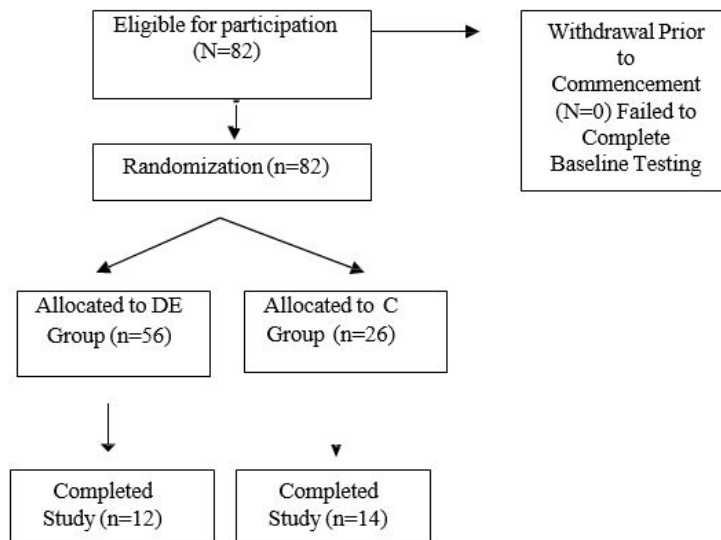 Eligible for participation
(N=82)
Withdrawal Prior
to
Commencement
(N=0) Failed to
Complete
Baseline Testing
Randomization (n=82)
Allocated to DE
Group (n=56)
Allocated to C
Group (n=26)
Completed
Study (n=12)
Completed
Study (n=14)